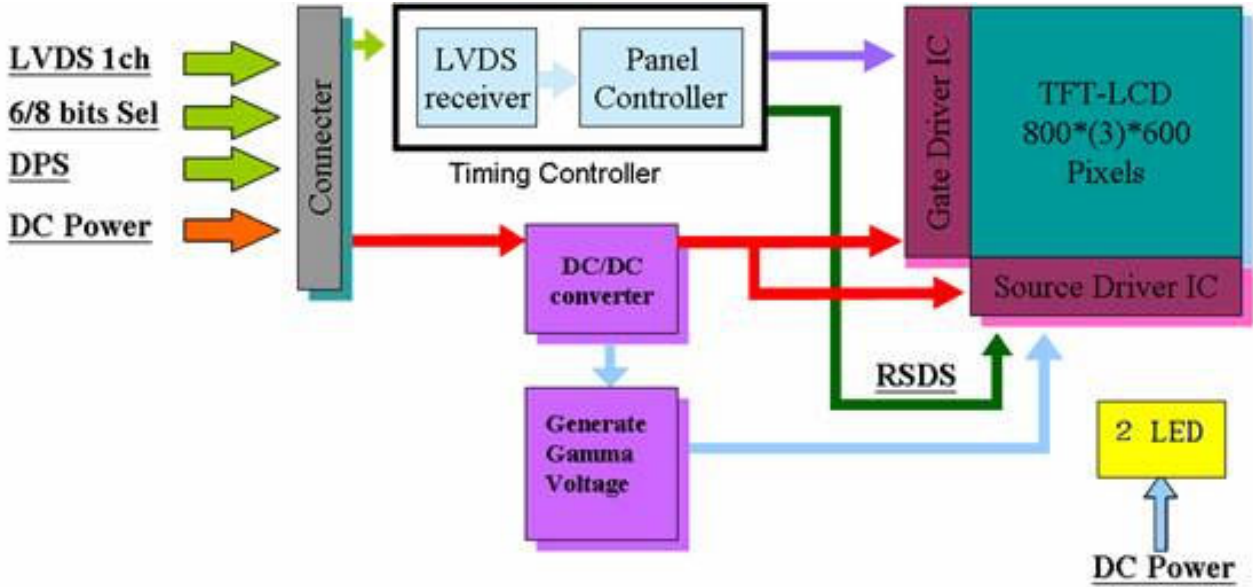 LVDS 1ch
6/8 bits Sel
DPS
DC Power
Connecter
LVDS
receiver
Panel
Controller
Timing Controller
Gate Driver IC
TFT-LCD
800*(3)*600
Pixels
Source Driver IC
DC/DC
converter
RSDS
Generate
Gamma
Voltage
2 LED
DC Power